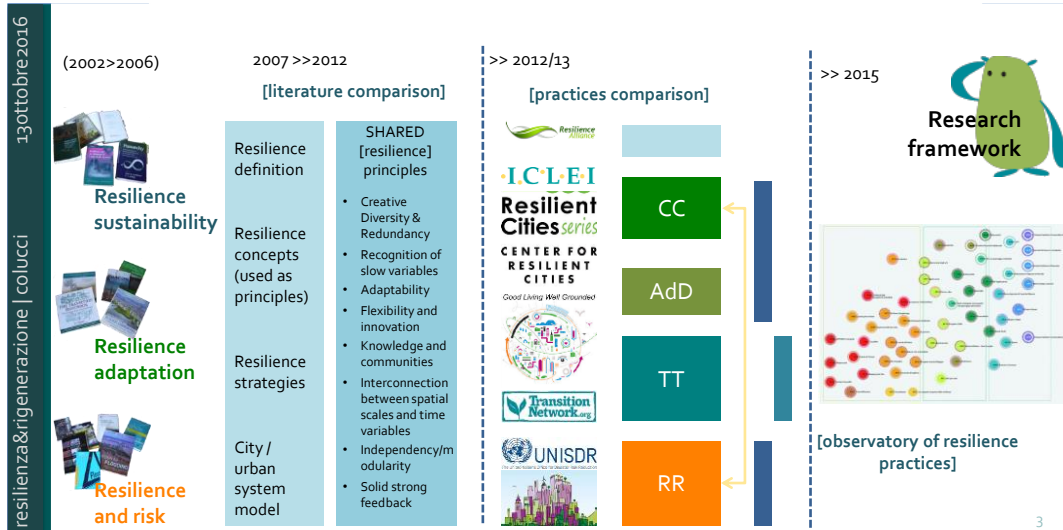 resilienza&rigenerazione | colucci 13ottobre2016
(2002>2006)
Resilience
sustainability
Resilience
adaptation
Resilience
and risk
2007 >>2012
[literature comparison]
Resilience
definition
Resilience
concepts
(used as
principles)
Resilience
strategies
City /
urban
system
model
SHARED
[resilience]
principles
• Creative
Diversity &
Redundancy
• Recognition of
slow variables
• Adaptability
• Flexibility and
innovation
• Knowledge and
communities
• Interconnection
between spatial
scales and time
variables
• Independency/m
odularity
• Solid strong
feedback
>> 2012/13
[practices comparison]
Resilience
Alliance
·I.C.L.E.I
Resilient
Cities series
CENTER FOR
RESILIENT
CITIES
Good Living Well Grounded
Transition
Network.org
UNISDR
CC
AdD
TT
RR
>> 2015
Research
framework
[observatory of resilience
practices]
3